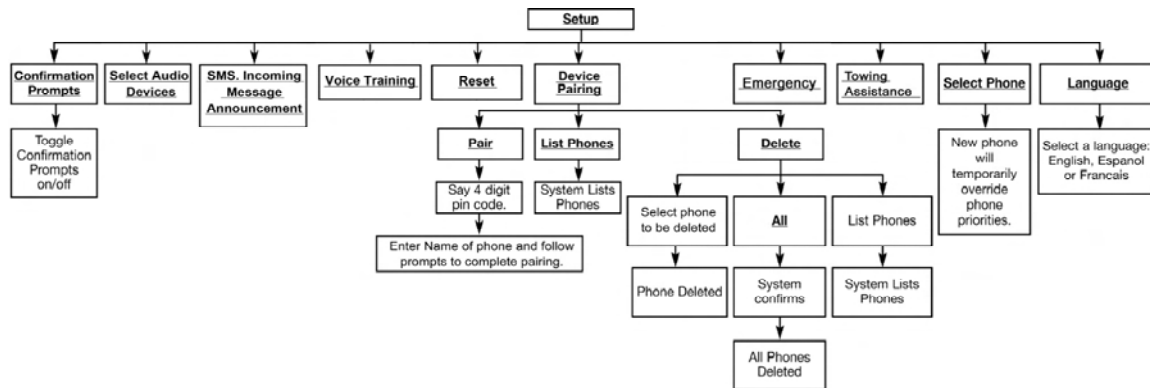 Setup
Confirmation
Prompts
Select Audio
Devices
SMS. Incoming
Message
Announcement
Voice Training
Reset
Device
Pairing
Emergency
Towing
Assistance
Select Phone
Language
Toggle
Confirmation
Prompts
on/off
Pair
List Phones
Delete
New phone
will
temporarily
override
phone
priorities.
Select a language:
English, Espanol
or Francais
Say 4 digit
pin code.
System Lists
Phones
Enter Name of phone and follow
prompts to complete pairing.
Select phone
to be deleted
All
List Phones
Phone Deleted
System
confirms
System Lists
Phones
All Phones
Deleted